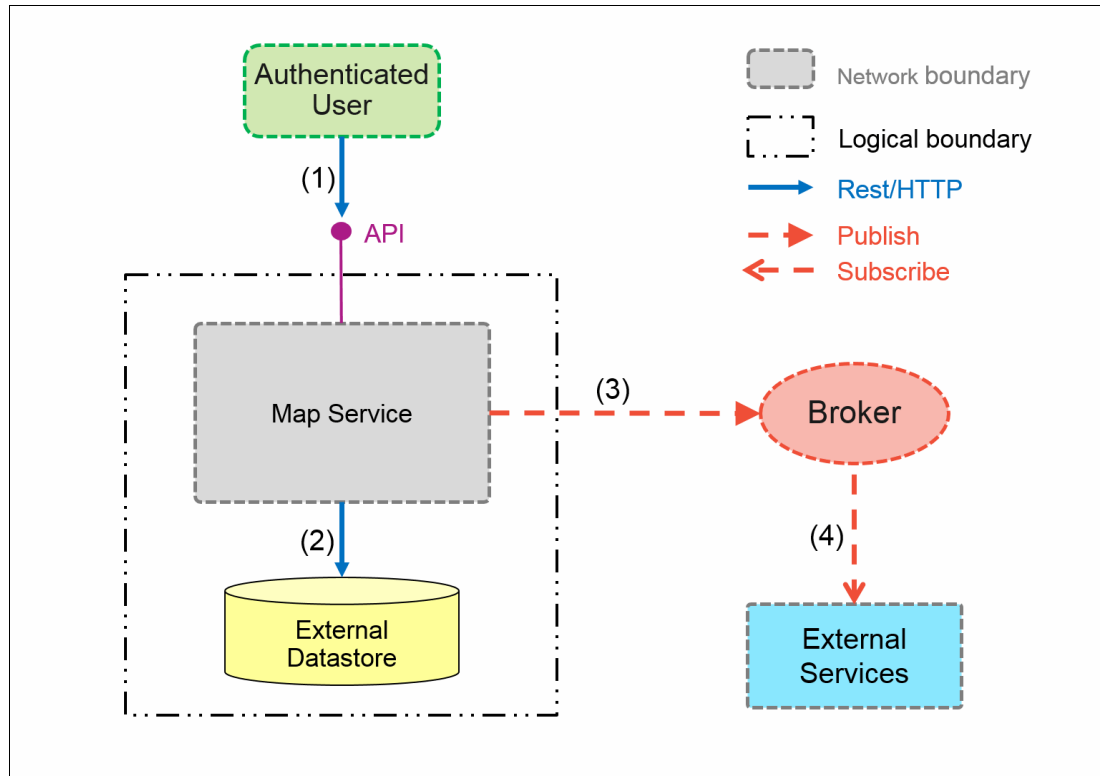 Authenticated
User
(1)
API
Map Service
(2)
External
Datastore
(3)
Broker
(4)
External
Services
Network boundary
Logical boundary
Rest/HTTP
Publish
Subscribe